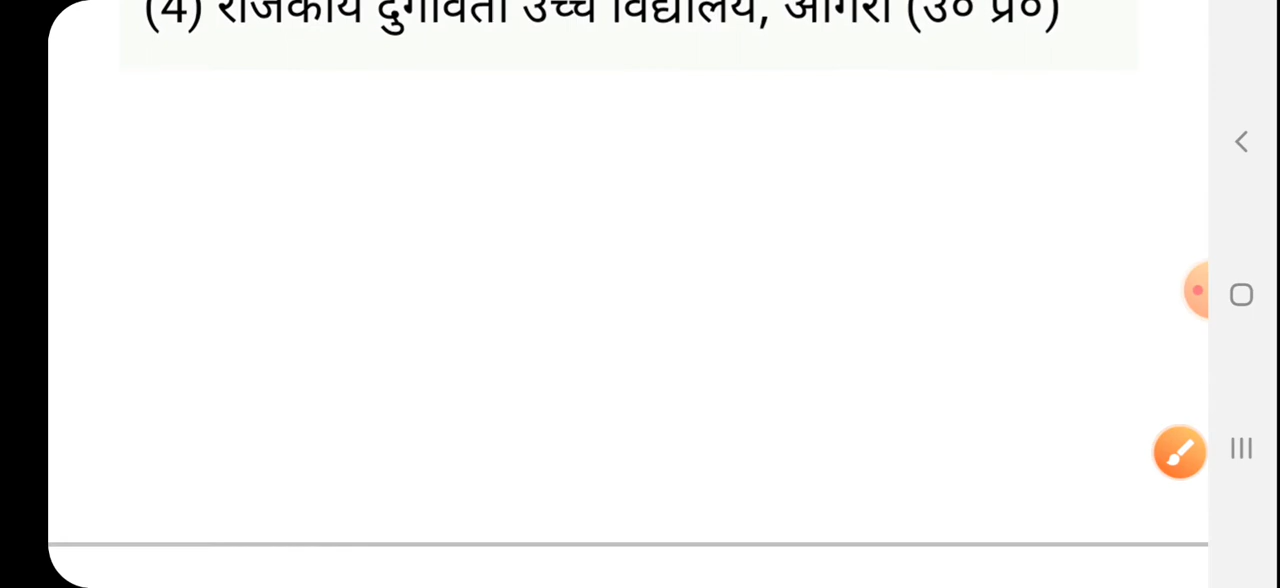 (4) राजकीय दुर्गावती उच्च विद्यालय, आगरा (उ० प्र०)